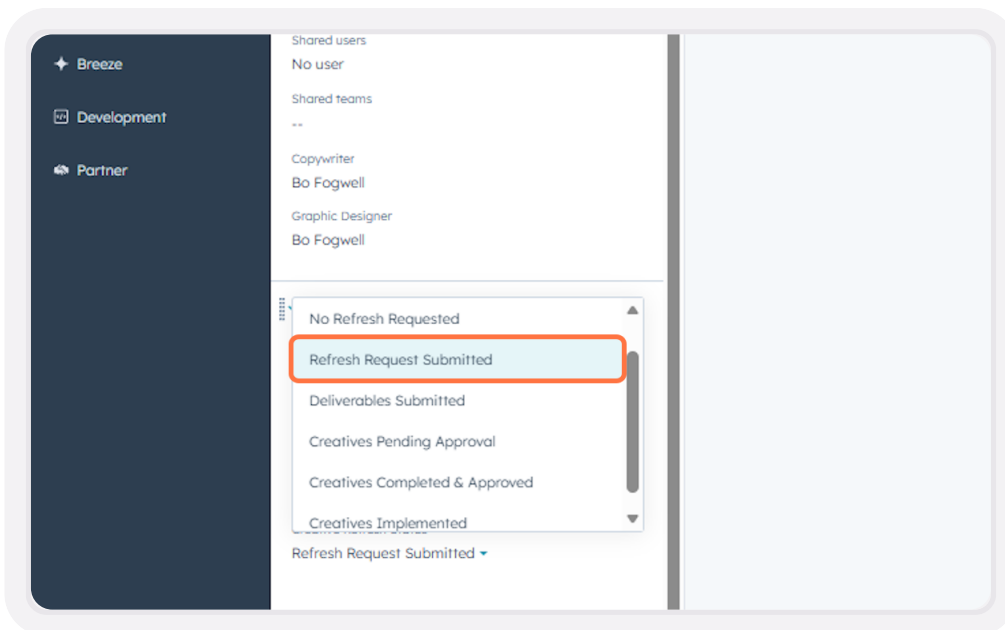 Breeze
Development
Partner
Shared users
No user
Shared teams
--
Copywriter
Bo Fogwell
Graphic Designer
Bo Fogwell
No Refresh Requested
Refresh Request Submitted
Deliverables Submitted
Creatives Pending Approval
Creatives Completed & Approved
Creatives Implemented
Refresh Request Submitted